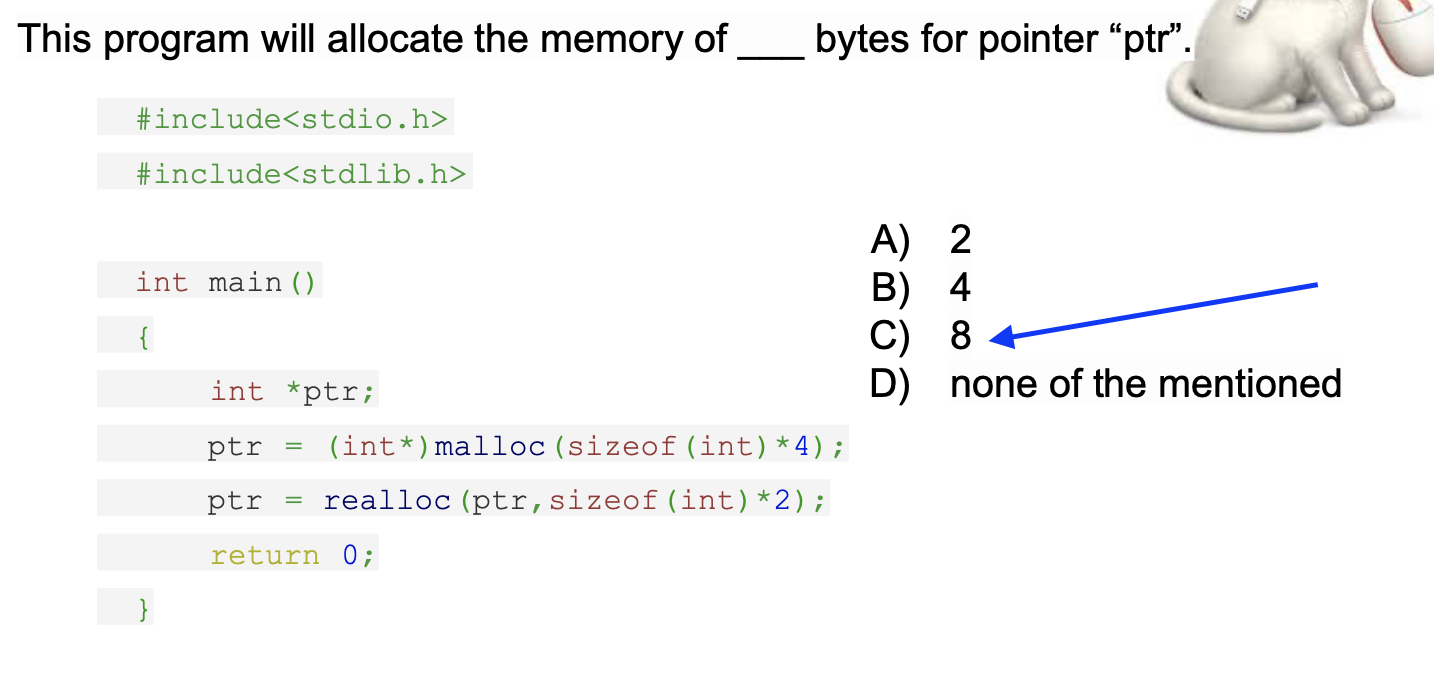 This program will allocate the memory of ___ bytes for pointer “ptr”.
#include<stdio.h>
#include<stdlib.h>
int main()
{
int *ptr;
ptr = (int*)malloc(sizeof(int)*4);
ptr = realloc(ptr,sizeof(int)*2);
return 0;
}
A) 2
B) 4
C) 8
D) none of the mentioned